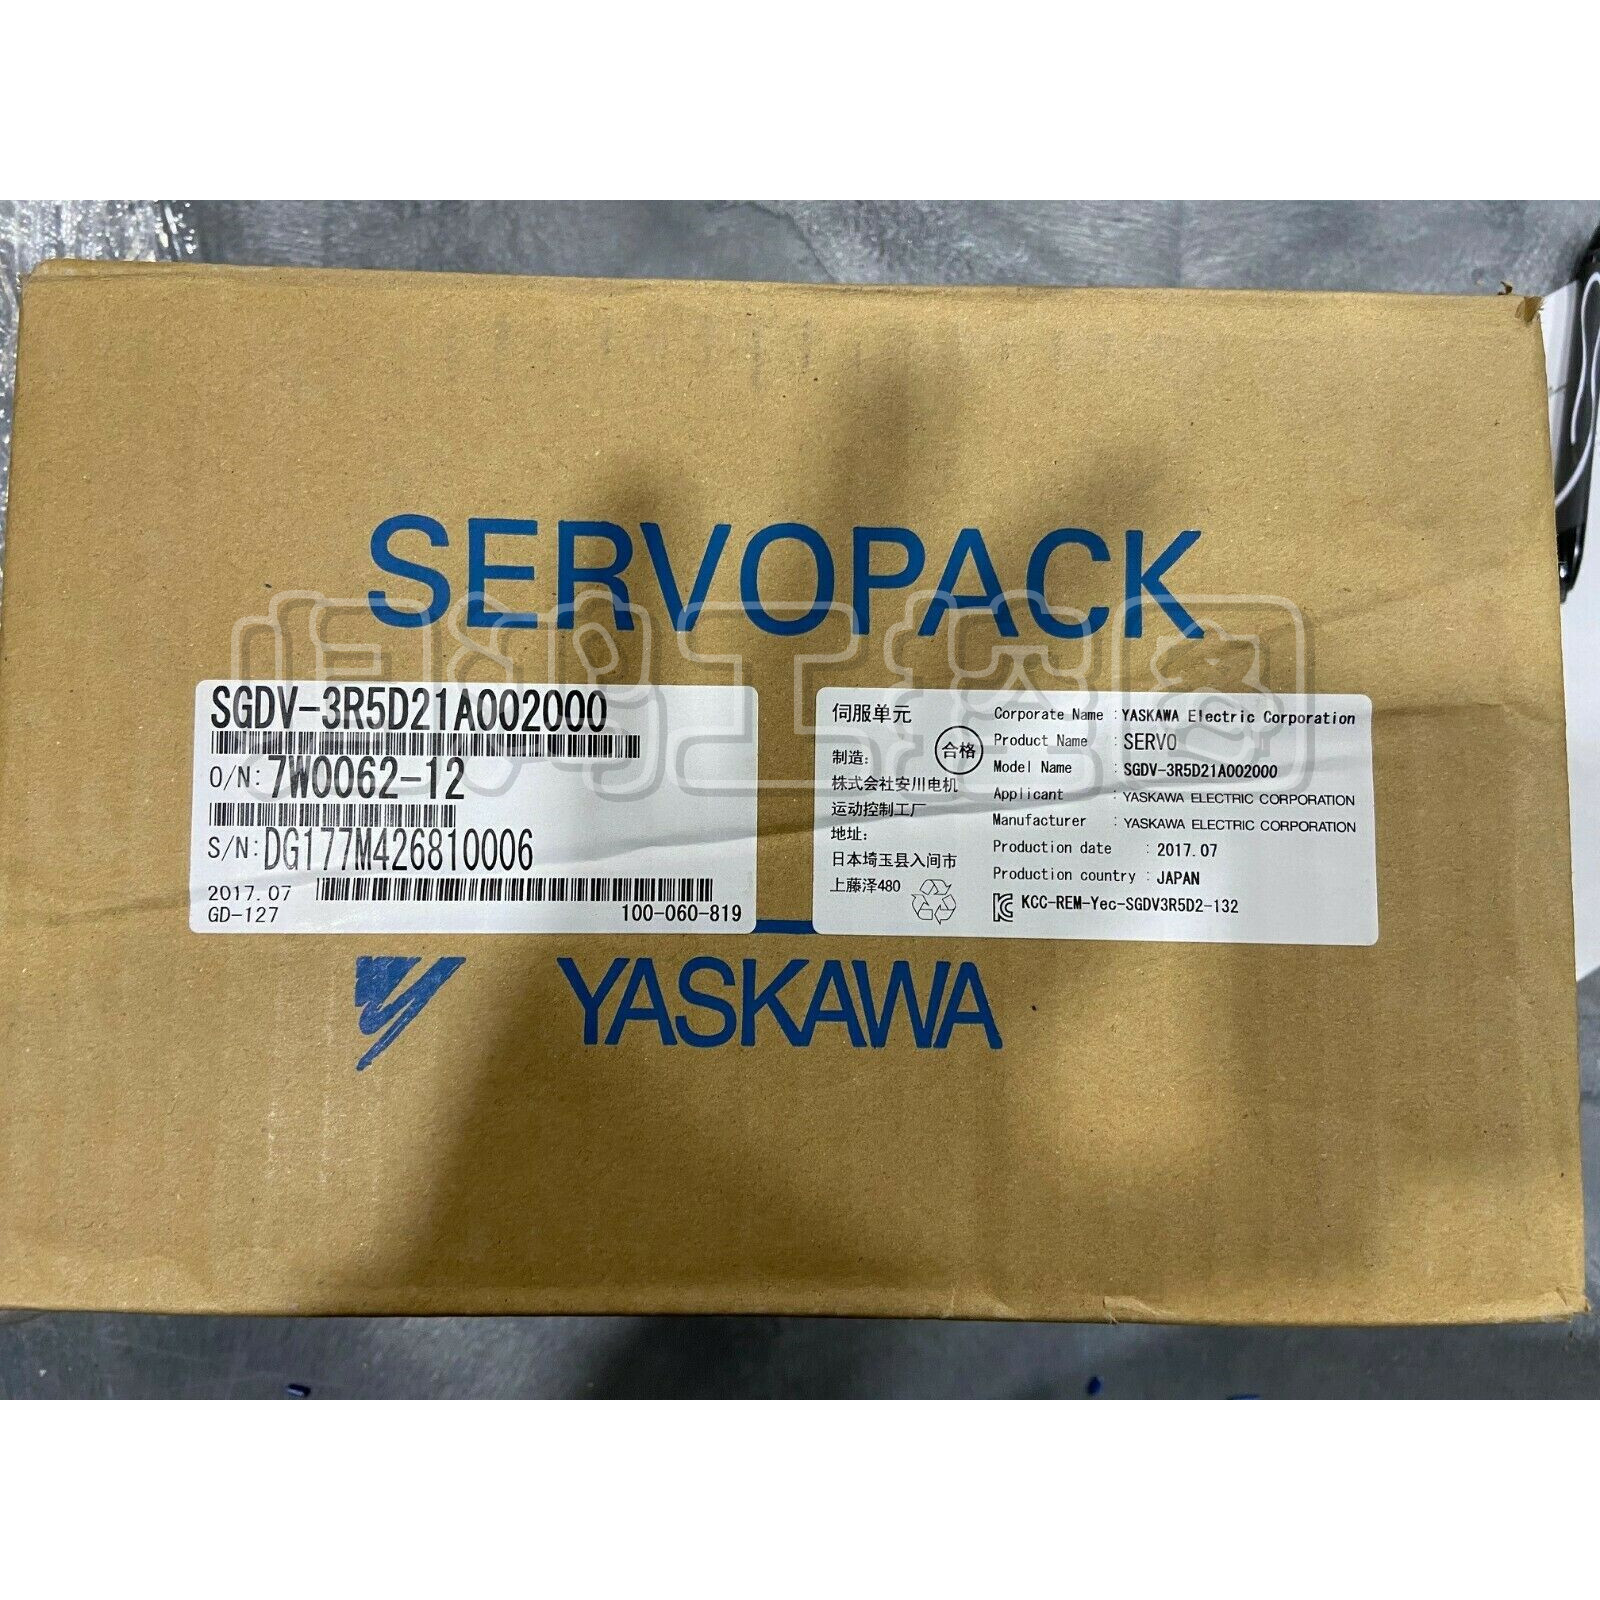 SERVOPACK
SGDV-3R5D21A002000
O/N: 7W0062-12
S/N: DG177M426810006
2017.07
GD-127
100-060-819
伺服单元
合格
制造:
株式会社安川电机
运动控制工厂
地址:
日本埼玉县入间市
上藤泽480
Corporate Name : YASKAWA Electric Corporation
Product Name : SERVO
Model Name : SGDV-3R5D21A002000
Applicant : YASKAWA ELECTRIC CORPORATION
Manufacturer : YASKAWA ELECTRIC CORPORATION
Production date : 2017.07
Production country : JAPAN
KCC-REM-Yec-SGDV3R5D2-132
YASKAWA